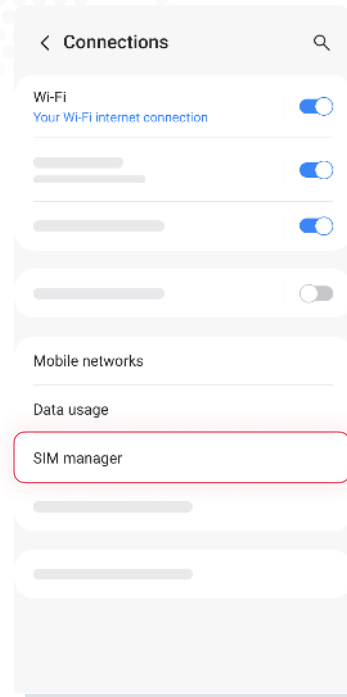 Connections
Wi-Fi
Your Wi-Fi internet connection
Mobile networks
Data usage
SIM manager